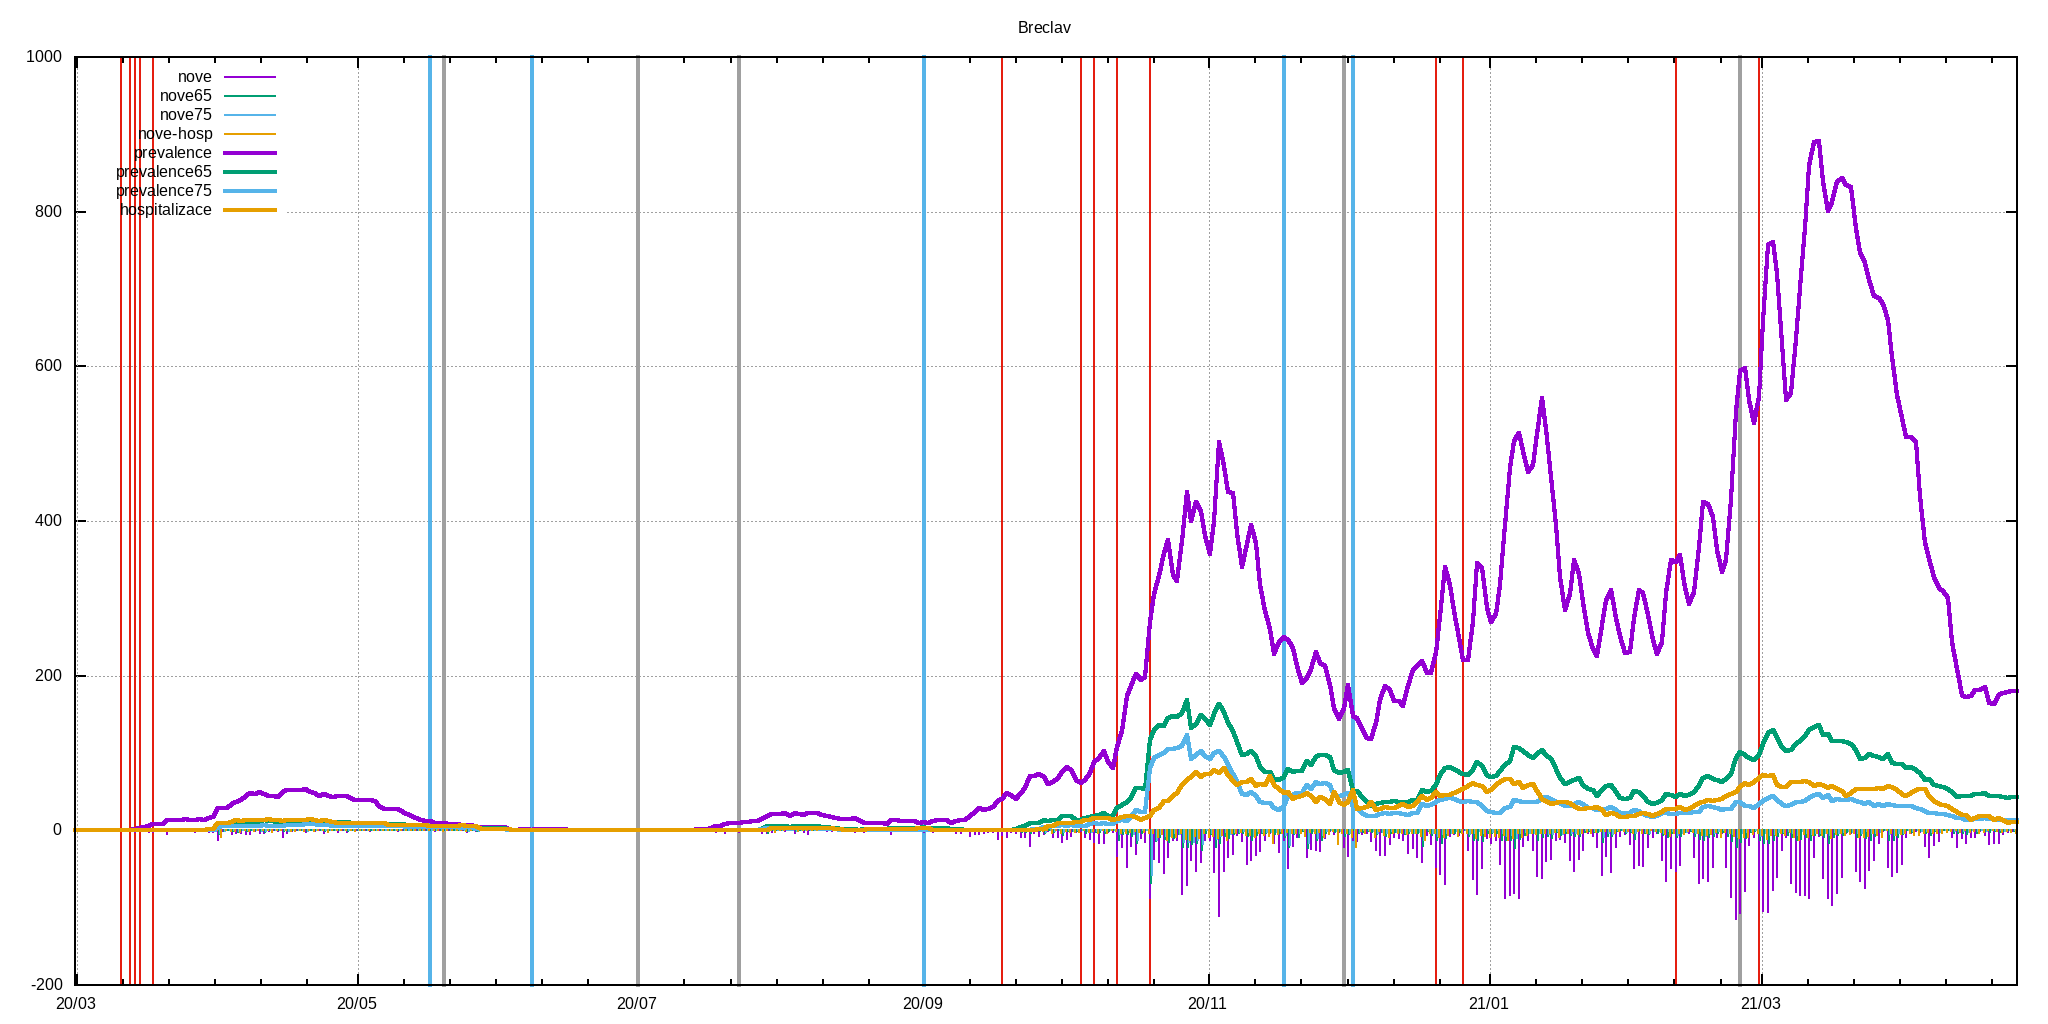 Breclav
1000
800
600
400
200
0
-200
nove
nove65
nove75
nove-hosp
prevalence
prevalence65
prevalence75
hospitalizace
20/03 20/05 20/07 20/09 20/11 21/01 21/03